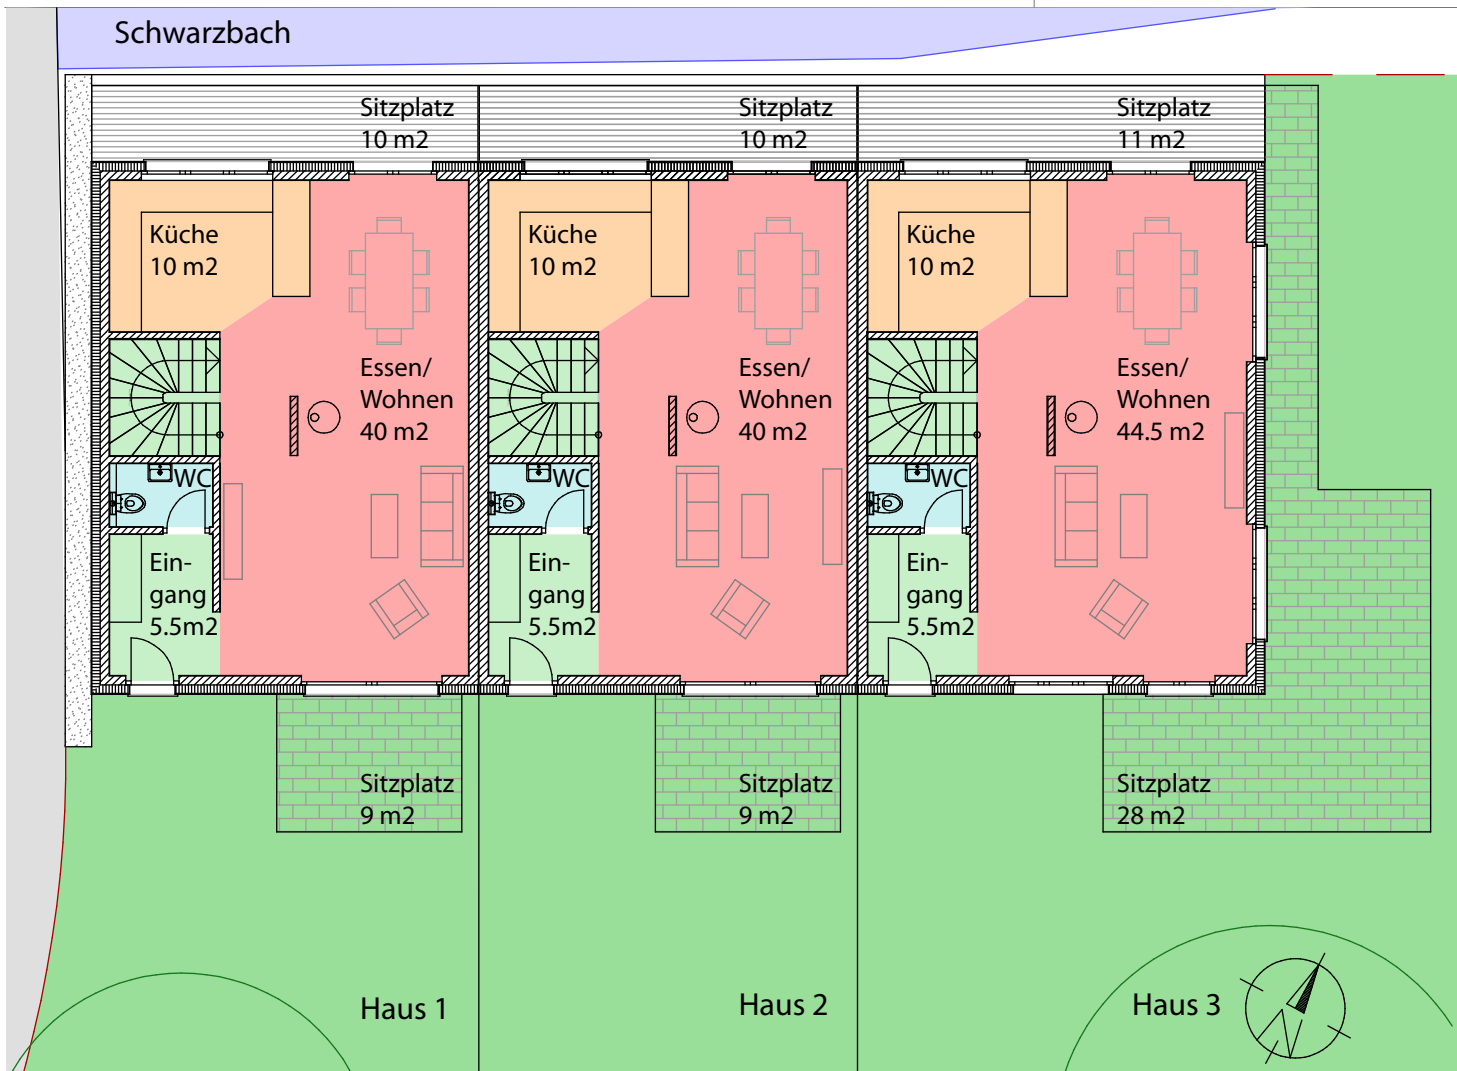 Schwarzbach
Sitzplatz
10 m2
Sitzplatz
10 m2
Sitzplatz
11 m2
Küche
10 m2
Küche
10 m2
Küche
10 m2
Essen/
Wohnen
40 m2
Essen/
Wohnen
40 m2
Essen/
Wohnen
44.5 m2
WC
WC
WC
Ein-
gang
5.5m2
Ein-
gang
5.5m2
Ein-
gang
5.5m2
Sitzplatz
9 m2
Sitzplatz
9 m2
Sitzplatz
28 m2
Haus 1
Haus 2
Haus 3
N